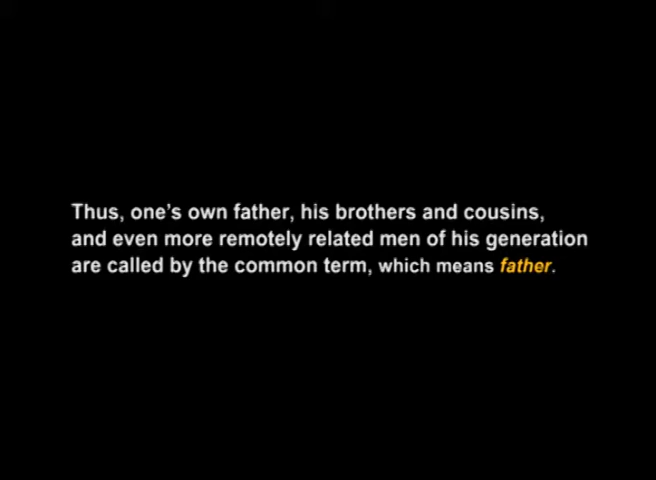 Thus, one's own father, his brothers and cousins,
and even more remotely related men of his generation
are called by the common term, which means father.